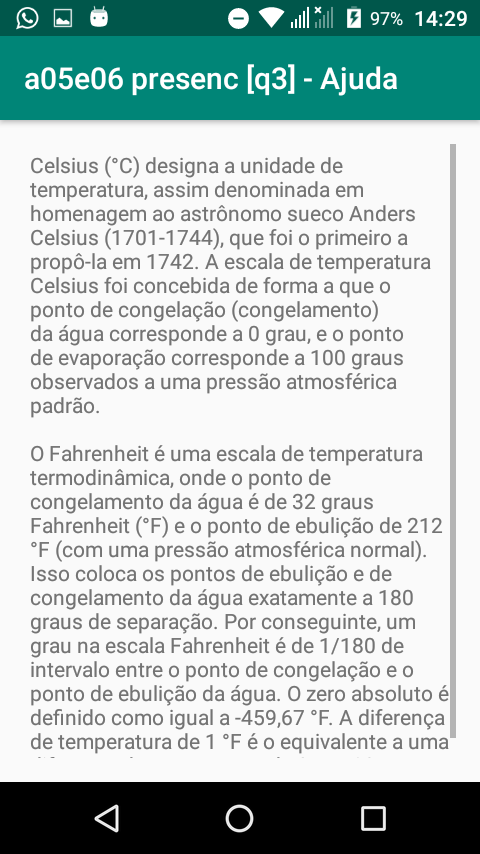 97% 14:29
a05e06 presenc [q3] - Ajuda
Celsius (°C) designa a unidade de
temperatura, assim denominada em
homenagem ao astrônomo sueco Anders
Celsius (1701-1744), que foi o primeiro a
propô-la em 1742. A escala de temperatura
Celsius foi concebida de forma a que o
ponto de congelação (congelamento)
da água corresponde a 0 grau, e o ponto
de evaporação corresponde a 100 graus
observados a uma pressão atmosférica
padrão.
O Fahrenheit é uma escala de temperatura
termodinâmica, onde o ponto de
congelamento da água é de 32 graus
Fahrenheit (°F) e o ponto de ebulição de 212
°F (com uma pressão atmosférica normal).
Isso coloca os pontos de ebulição e de
congelamento da água exatamente a 180
graus de separação. Por conseguinte, um
grau na escala Fahrenheit é de 1/180 de
intervalo entre o ponto de congelação e o
ponto de ebulição da água. O zero absoluto é
definido como igual a -459,67 °F. A diferença
de temperatura de 1 °F é o equivalente a uma